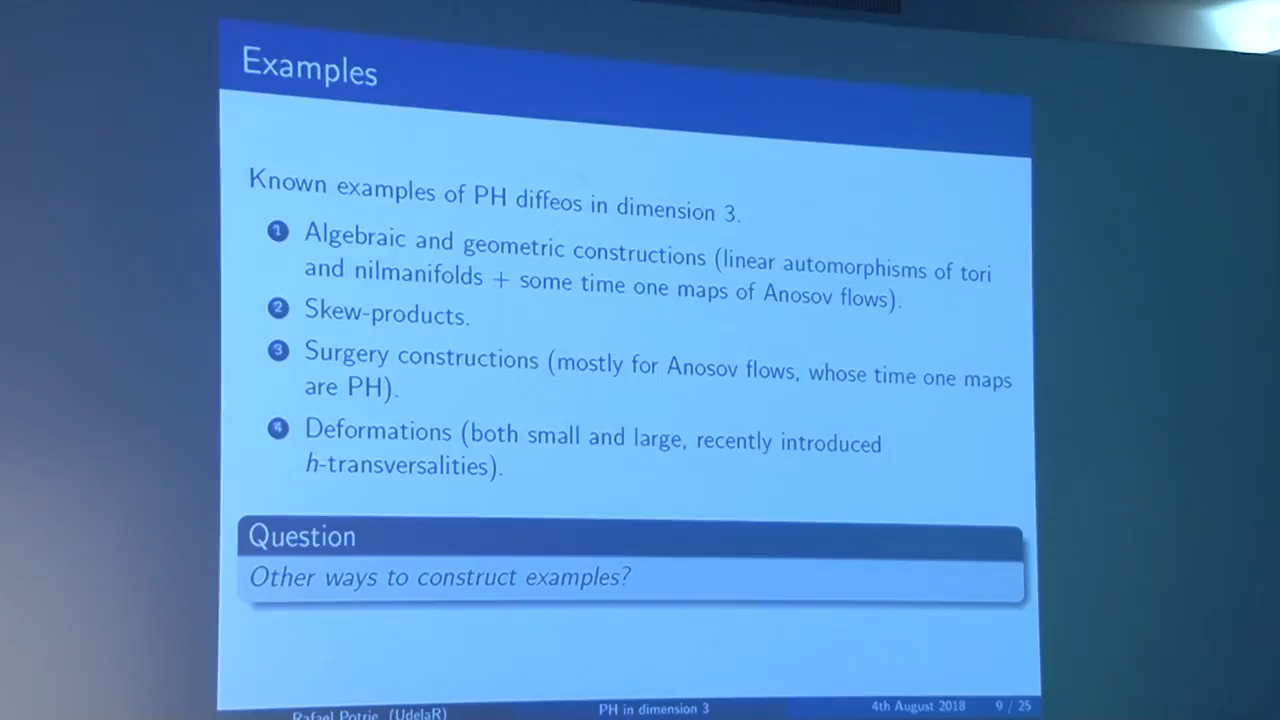 Examples
Known examples of PH diffeos in dimension 3.
1 Algebraic and geometric constructions (linear automorphisms of tori
and nilmanifolds + some time one maps of Anosov flows).
2 Skew-products.
3 Surgery constructions (mostly for Anosov flows, whose time one maps
are PH).
4 Deformations (both small and large, recently introduced
h-transversalities).
Question
Other ways to construct examples?
Rafael Potrie (UdelaR) PH in dimension 3 4th August 2018 9 / 25